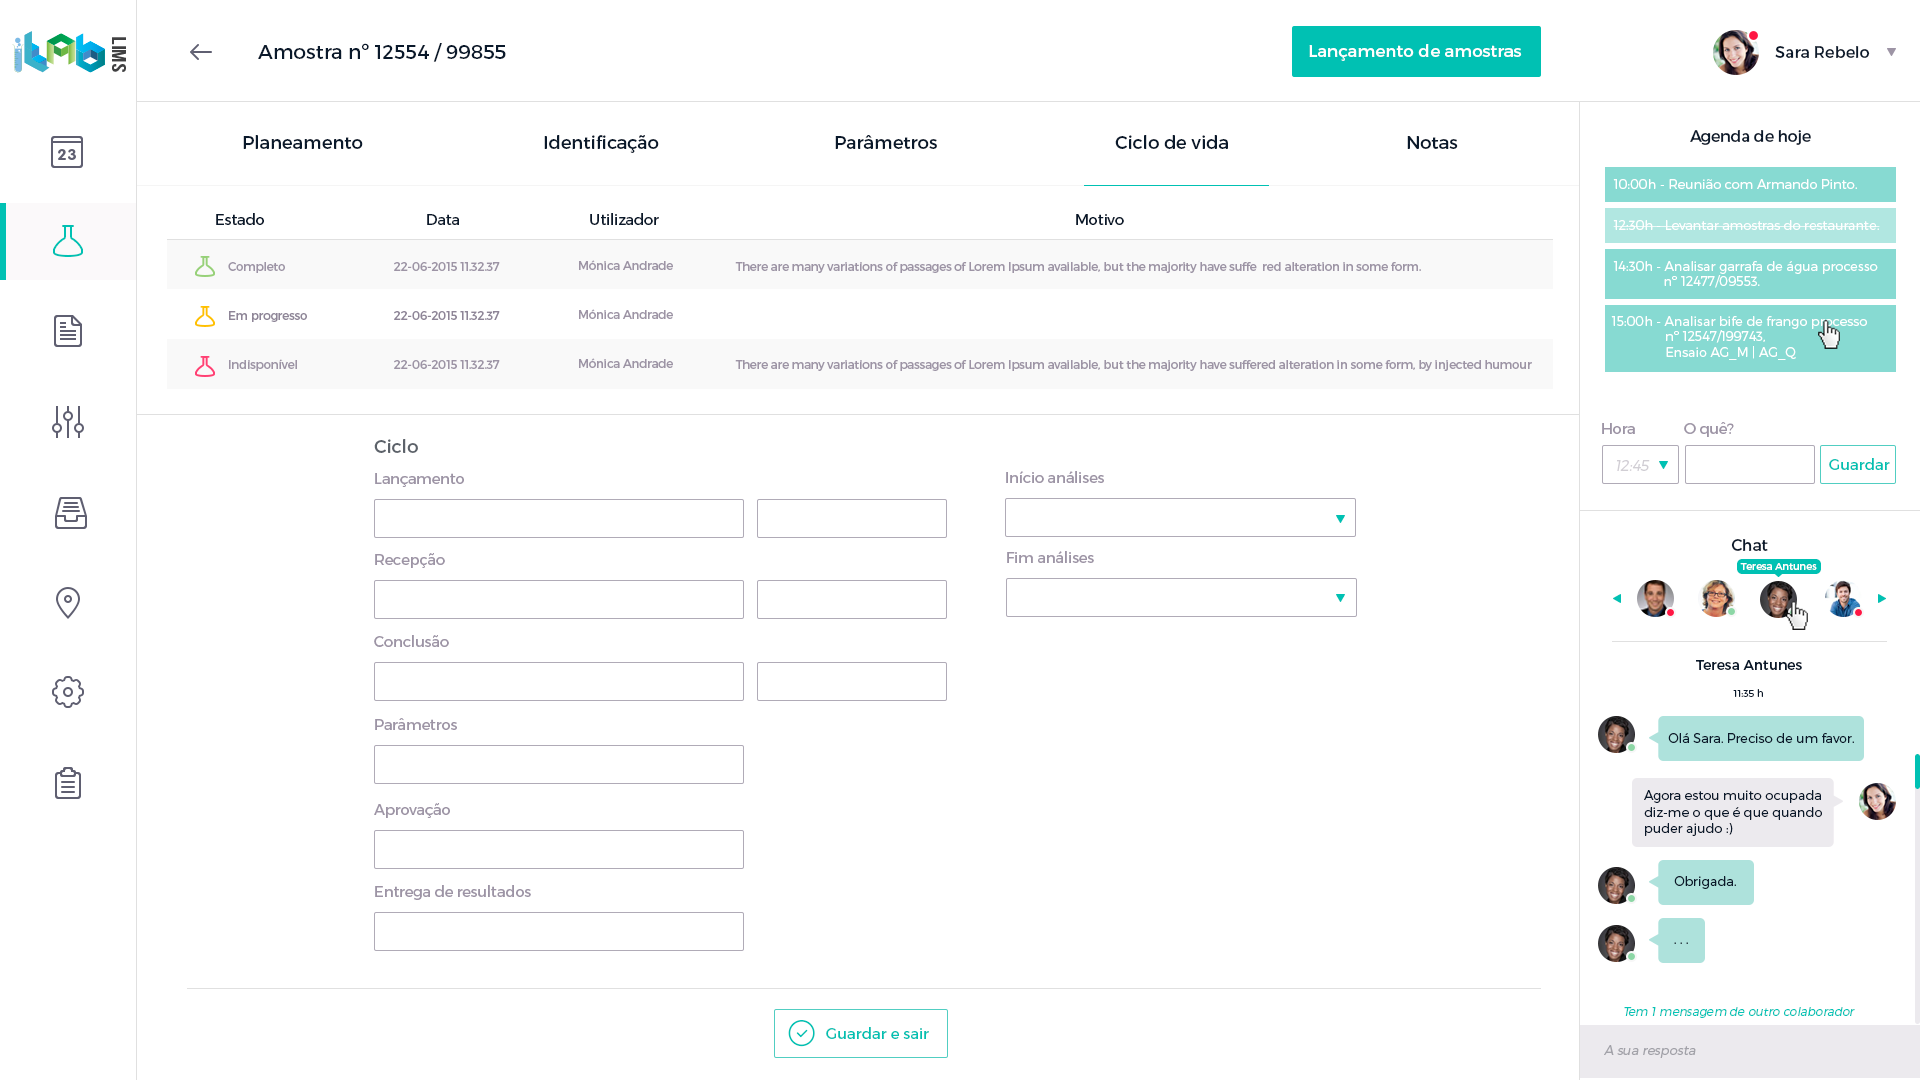 iLAB LIMS
Amostra nº 12554 / 99855
Lançamento de amostras
Sara Rebelo
23
Planeamento
Identificação
Parâmetros
Ciclo de vida
Notas
Estado
Data
Utilizador
Motivo
Completo
22-06-2015 11.32.37
Mónica Andrade
There are many variations of passages of Lorem Ipsum available, but the majority have suffe red alteration in some form.
Em progresso
22-06-2015 11.32.37
Mónica Andrade
Indisponível
22-06-2015 11.32.37
Mónica Andrade
There are many variations of passages of Lorem Ipsum available, but the majority have suffered alteration in some form, by injected humour
Ciclo
Lançamento
Recepção
Conclusão
Parâmetros
Aprovação
Entrega de resultados
Início análises
Fim análises
Guardar e sair
Agenda de hoje
10:00h - Reunião com Armando Pinto.
12:30h - Levantar amostras do restaurante.
14:30h - Analisar garrafa de água processo
nº 12477/09553.
15:00h - Analisar bife de frango processo
nº 12547/199743,
Ensaio AG_M | AG_Q
Hora
O quê?
12:45
Guardar
Chat
Teresa Antunes
Teresa Antunes
11:35 h
Olá Sara. Preciso de um favor.
Agora estou muito ocupada
diz-me o que é que quando
puder ajudo :)
Obrigada.
. . .
Tem 1 mensagem de outro colaborador
A sua resposta